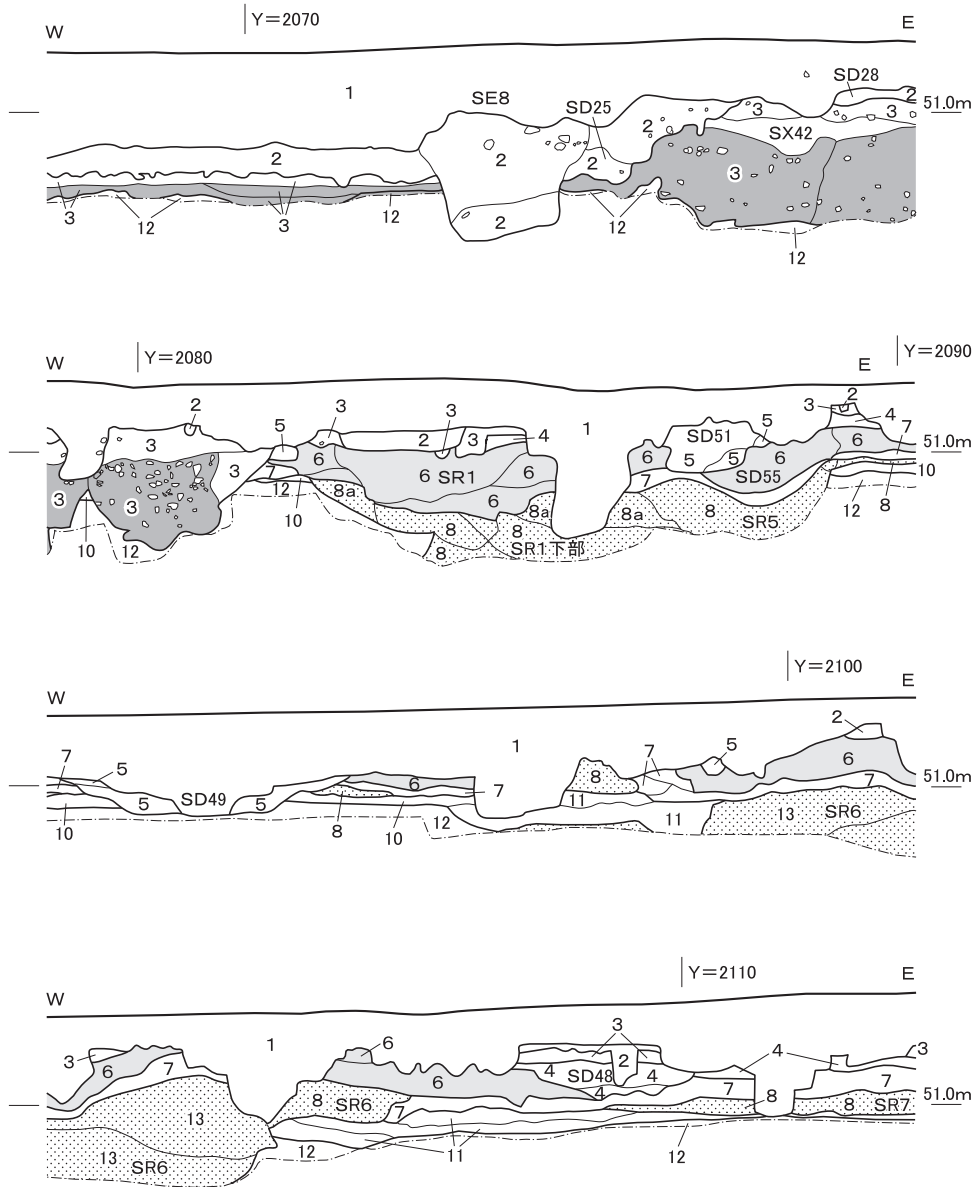 W Y=2070 E
1 SE8 SD25 SD28 2 51.0m
2 2 2 2 3 SX42 3
3 12 3 12 2 12 3 12
W Y=2080 E Y=2090
2 3 5 3 3 2 3 4 1 SD51 5 3 2 4 7 51.0m
3 3 3 7 6 6 SR1 6 6 7 5 5 6 SD55 6 10
10 12 12 10 8a 8 8 8a 8a 8 SR5 12 8
8 SR1下部
W Y=2100 E
7 5 1 7 5 2 51.0m
7 5 SD49 5 6 7 8 6 7
10 8 10 12 11 11 13 SR6
W Y=2110 E
3 6 7 1 6 3 2 4 3 51.0m
6 4 SD48 4 7 7
13 8 SR6 7 4 8 8 SR7
13 SR6 12 11 12